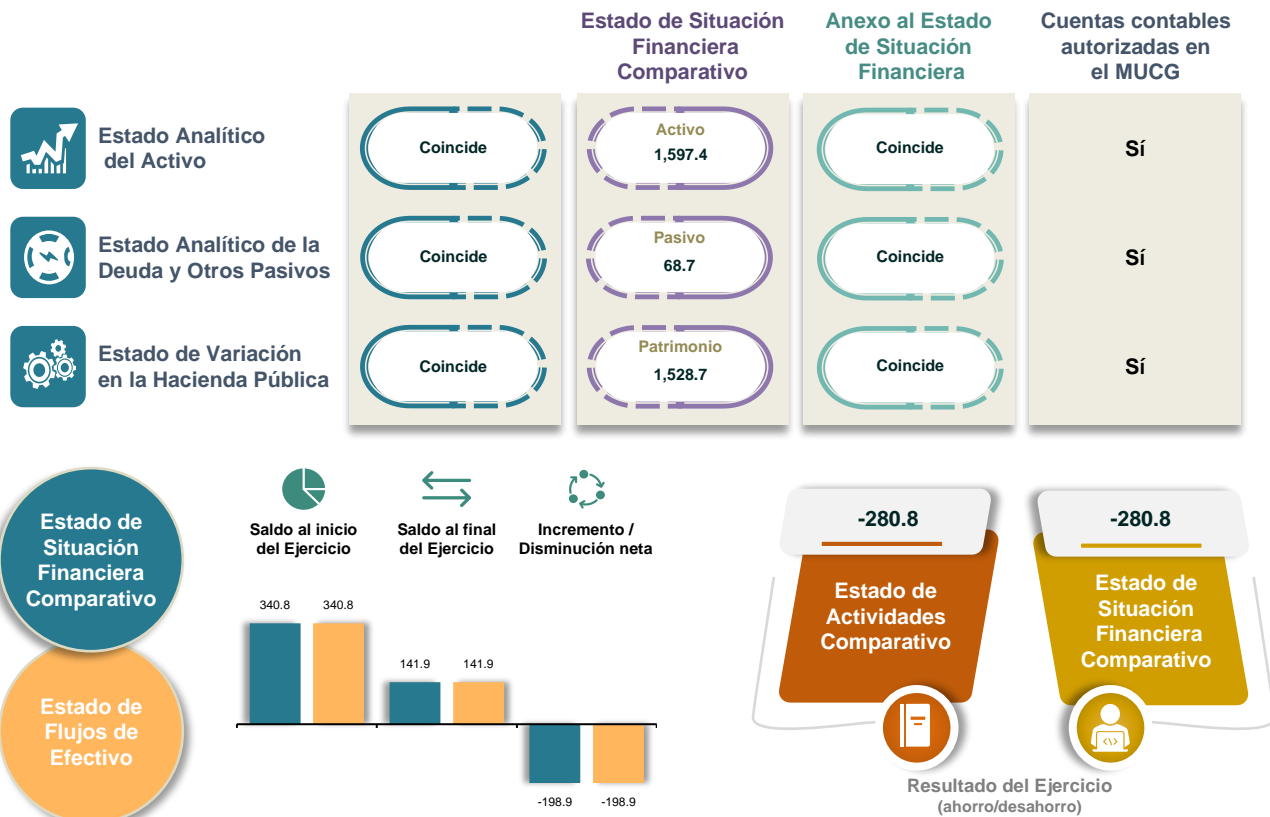 Estado de Situación
Financiera
Comparativo
Anexo al Estado
de Situación
Financiera
Cuentas contables
autorizadas en
el MUCG
Estado Analítico
del Activo
Coincide
Activo
1,597.4
Coincide
Sí
Estado Analítico de la
Deuda y Otros Pasivos
Coincide
Pasivo
68.7
Coincide
Sí
Estado de Variación
en la Hacienda Pública
Coincide
Patrimonio
1,528.7
Coincide
Sí
Estado de
Situación
Financiera
Comparativo
Estado de
Flujos de
Efectivo
Saldo al inicio
del Ejercicio
Saldo al final
del Ejercicio
Incremento /
Disminución neta
340.8
340.8
141.9
141.9
-198.9
-198.9
-280.8
Estado de
Actividades
Comparativo
-280.8
Estado de
Situación
Financiera
Comparativo
Resultado del Ejercicio
(ahorro/desahorro)